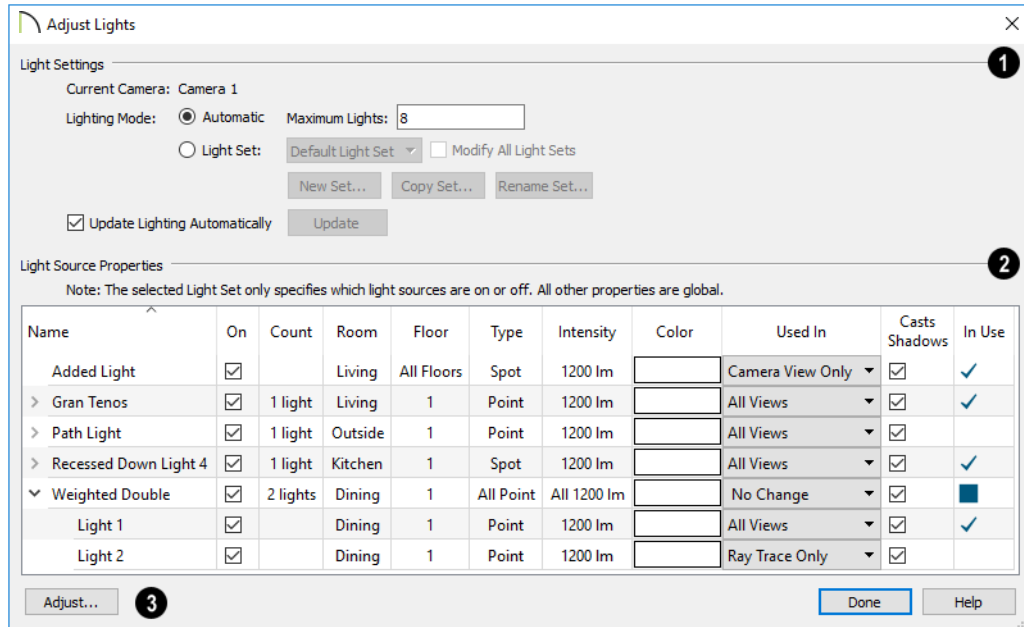 Adjust Lights
Light Settings
1
Current Camera: Camera 1
Lighting Mode: Automatic Maximum Lights: 8
Light Set: Default Light Set Modify All Light Sets
New Set... Copy Set... Rename Set...
Update Lighting Automatically Update
Light Source Properties
2
Note: The selected Light Set only specifies which light sources are on or off. All other properties are global.
Name On Count Room Floor Type Intensity Color Used In Casts Shadows In Use
Added Light Living All Floors Spot 1200 lm Camera View Only
Gran Tenos 1 light Living 1 Point 1200 lm All Views
Path Light 1 light Outside 1 Point 1200 lm All Views
Recessed Down Light 4 1 light Kitchen 1 Spot 1200 lm All Views
Weighted Double 2 lights Dining 1 All Point All 1200 lm No Change
Light 1 Dining 1 Point 1200 lm All Views
Light 2 Dining 1 Point 1200 lm Ray Trace Only
Adjust... 3 Done Help